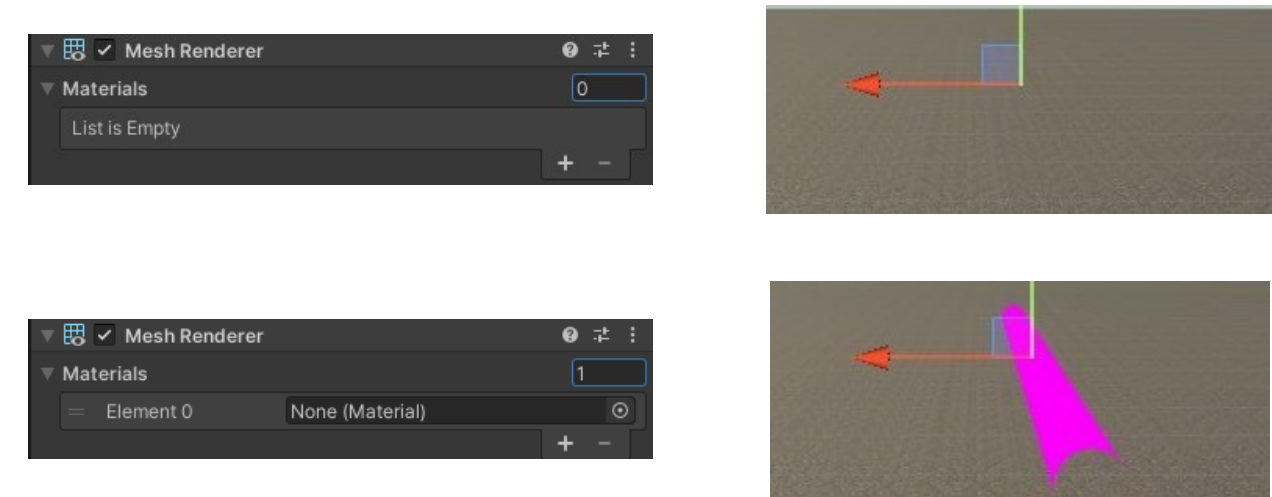 Mesh Renderer
Materials
0
List is Empty
Mesh Renderer
Materials
1
Element 0
None (Material)